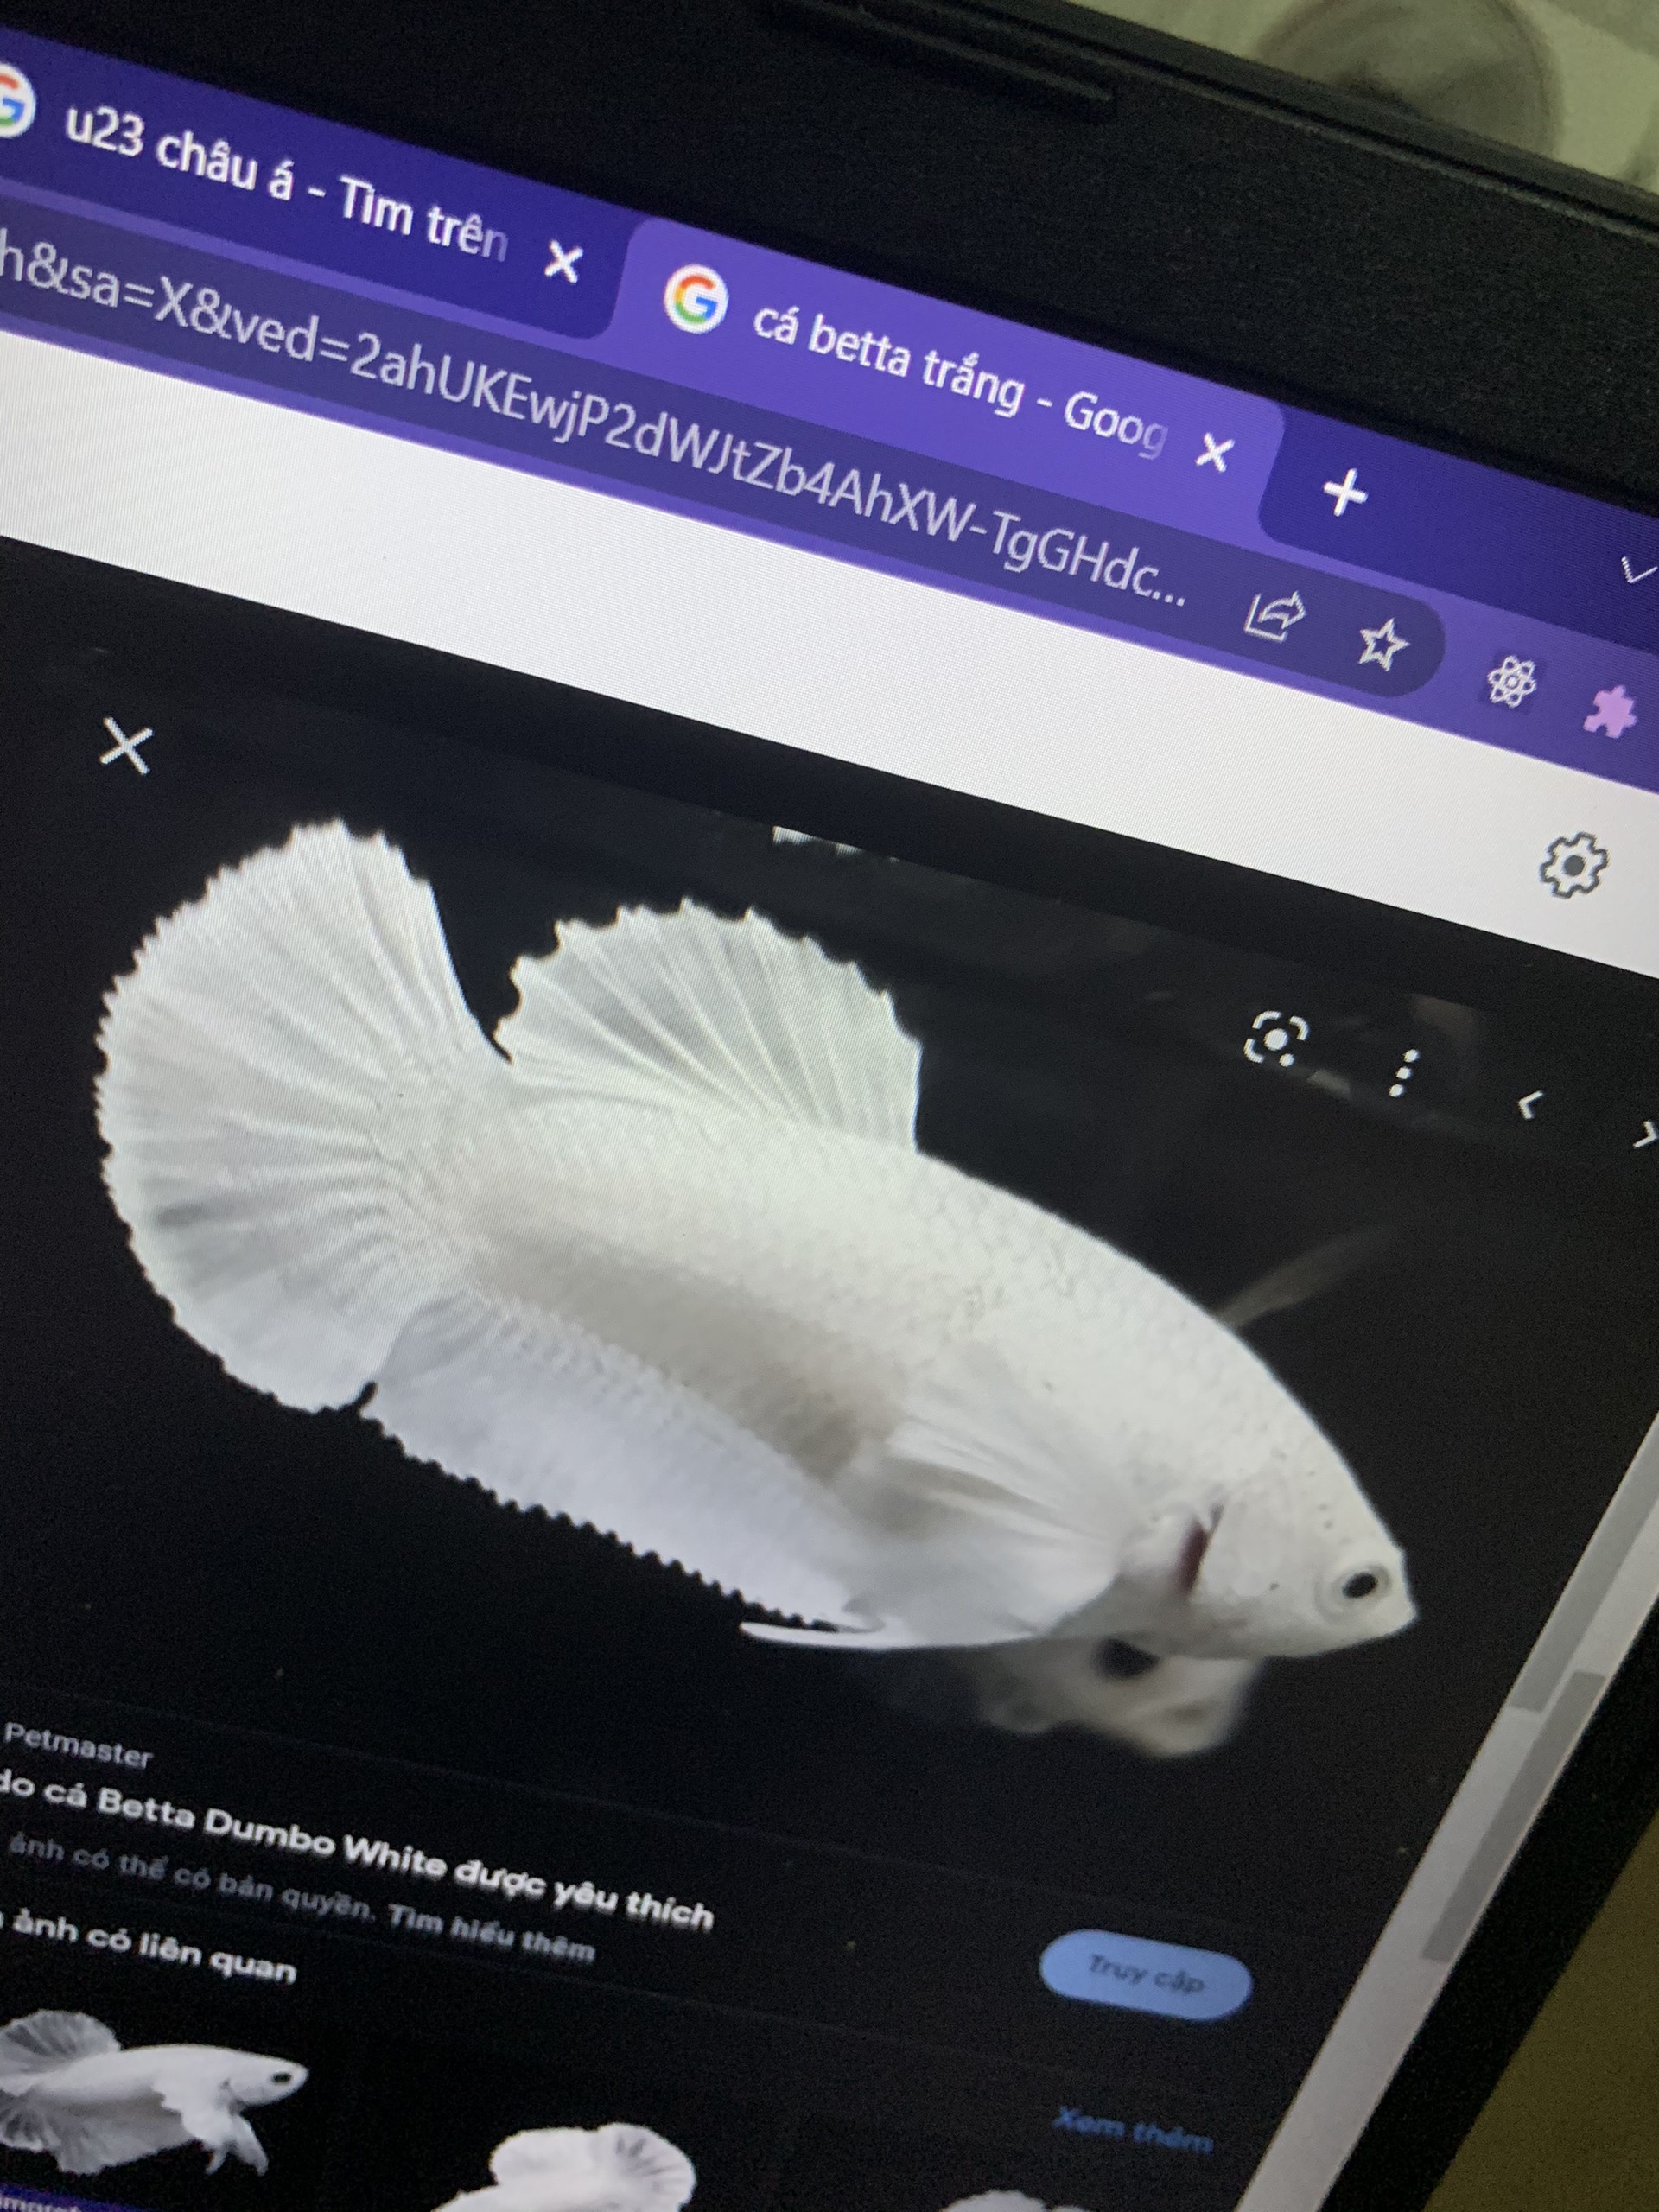 u23 châu á - Tìm trên
cá betta trắng - Goog
h&sa=X&ved=2ahUKEwjP2dWJtZb4AhXW-TgGHdc...
Petmaster
do cá Betta Dumbo White được yêu thích
ảnh có thể có bản quyền. Tìm hiểu thêm
Truy cập
ảnh có liên quan
Xem thêm